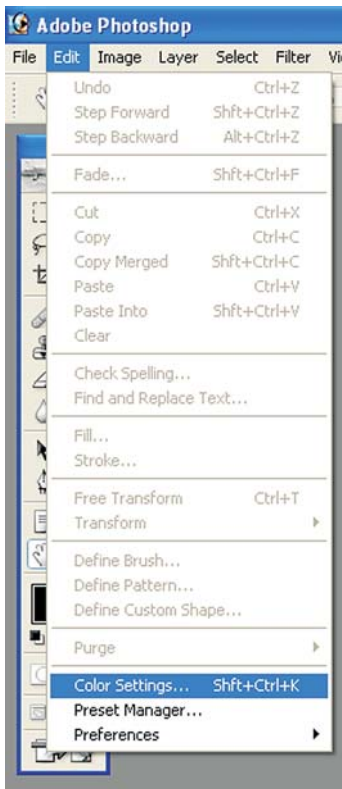 Adobe Photoshop
File Edit Image Layer Select Filter Vi
Undo Ctrl+Z
Step Forward Shft+Ctrl+Z
Step Backward Alt+Ctrl+Z
Fade... Shft+Ctrl+F
Cut Ctrl+X
Copy Ctrl+C
Copy Merged Shft+Ctrl+C
Paste Ctrl+V
Paste Into Shft+Ctrl+V
Clear
Check Spelling...
Find and Replace Text...
Fill...
Stroke...
Free Transform Ctrl+T
Transform
Define Brush...
Define Pattern...
Define Custom Shape...
Purge
Color Settings... Shft+Ctrl+K
Preset Manager...
Preferences